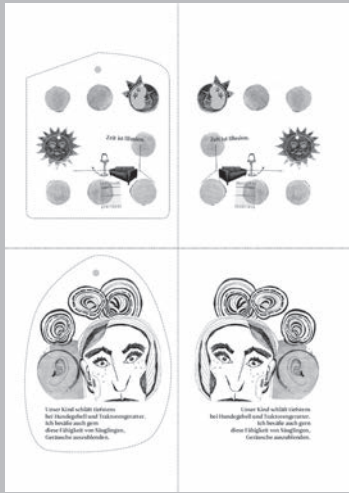 Zeit ist Illusion.
Zeit ist Illusion.
Unser Kind schläft tiefstens
bei Hundegebell und Traktorengeratter.
Ich besäße auch gern
diese Fähigkeit von Säuglingen,
Geräusche auszublenden.
Unser Kind schläft tiefstens
bei Hundegebell und Traktorengeratter.
Ich besäße auch gern
diese Fähigkeit von Säuglingen,
Geräusche auszublenden.